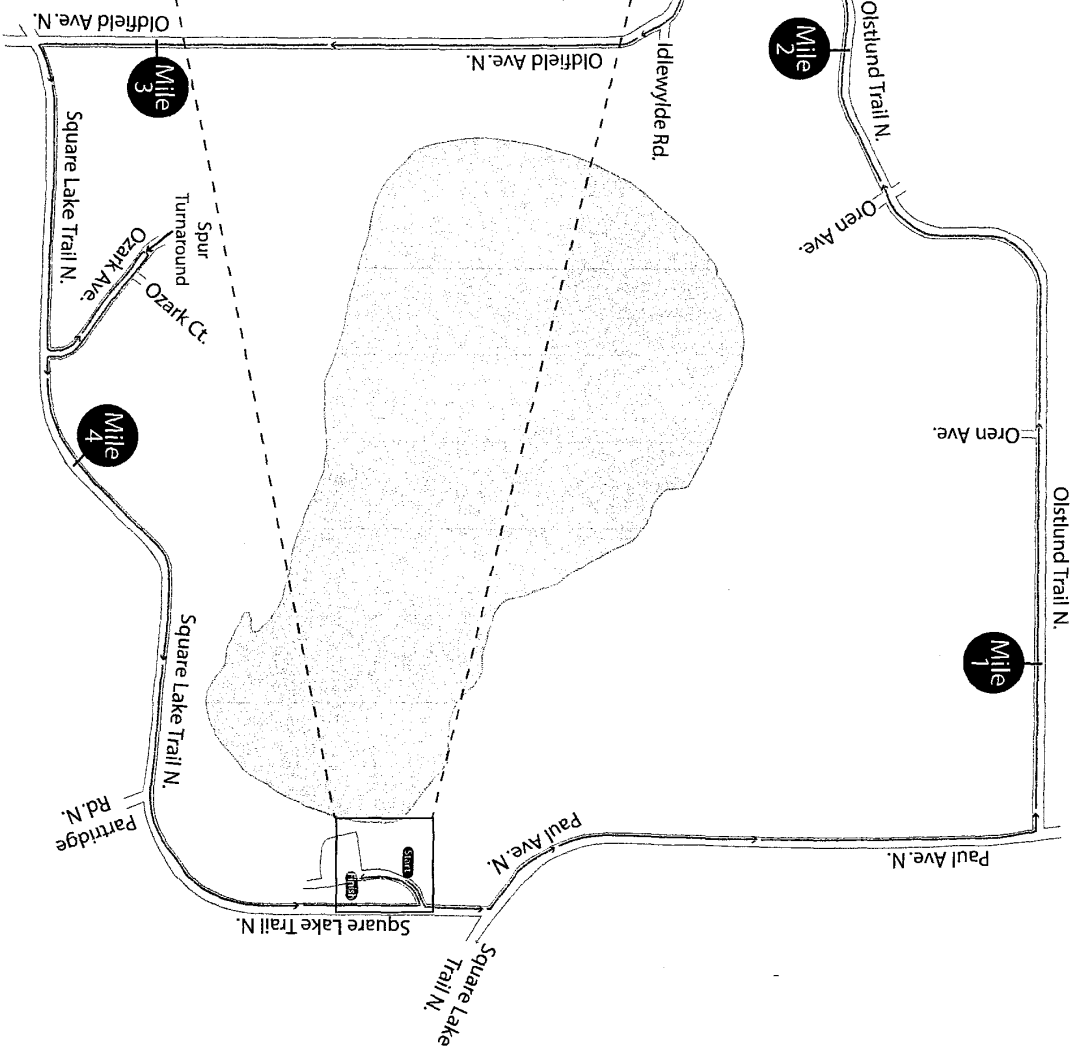 Oldfield Ave. N.
Oldfield Ave. N.
Mile
3
Idlewylde Rd.
Mile
2
Olstlund Trail N.
Oren Ave.
Square Lake Trail N.
Spur
Turnaround
Ozark Ave.
Ozark Ct.
Mile
4
Oren Ave.
Olstlund Trail N.
Mile
1
Square Lake Trail N.
Partridge
Rd. N.
Start
Finish
Paul Ave. N.
Paul Ave. N.
Square Lake Trail N.
Square Lake
Trail N.